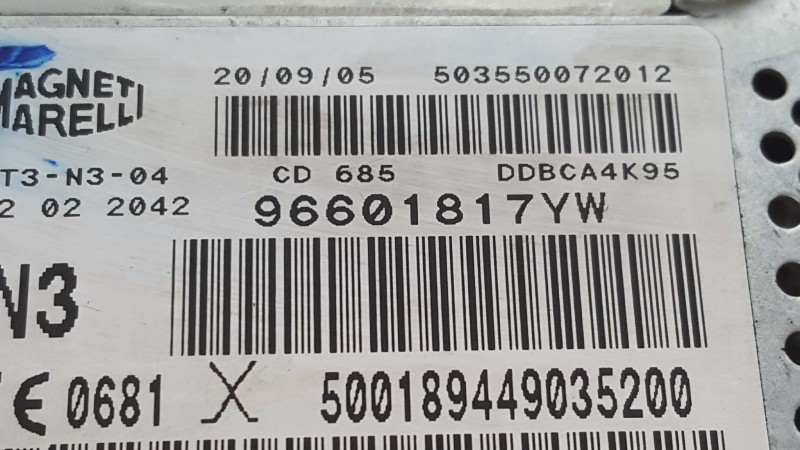 MAGNETI
MARELLI
20/09/05 503550072012
T3-N3-04 CD 685 DDBCA4K95
2 02 2042 96601817YW
N3
CE 0681 X 500189449035200